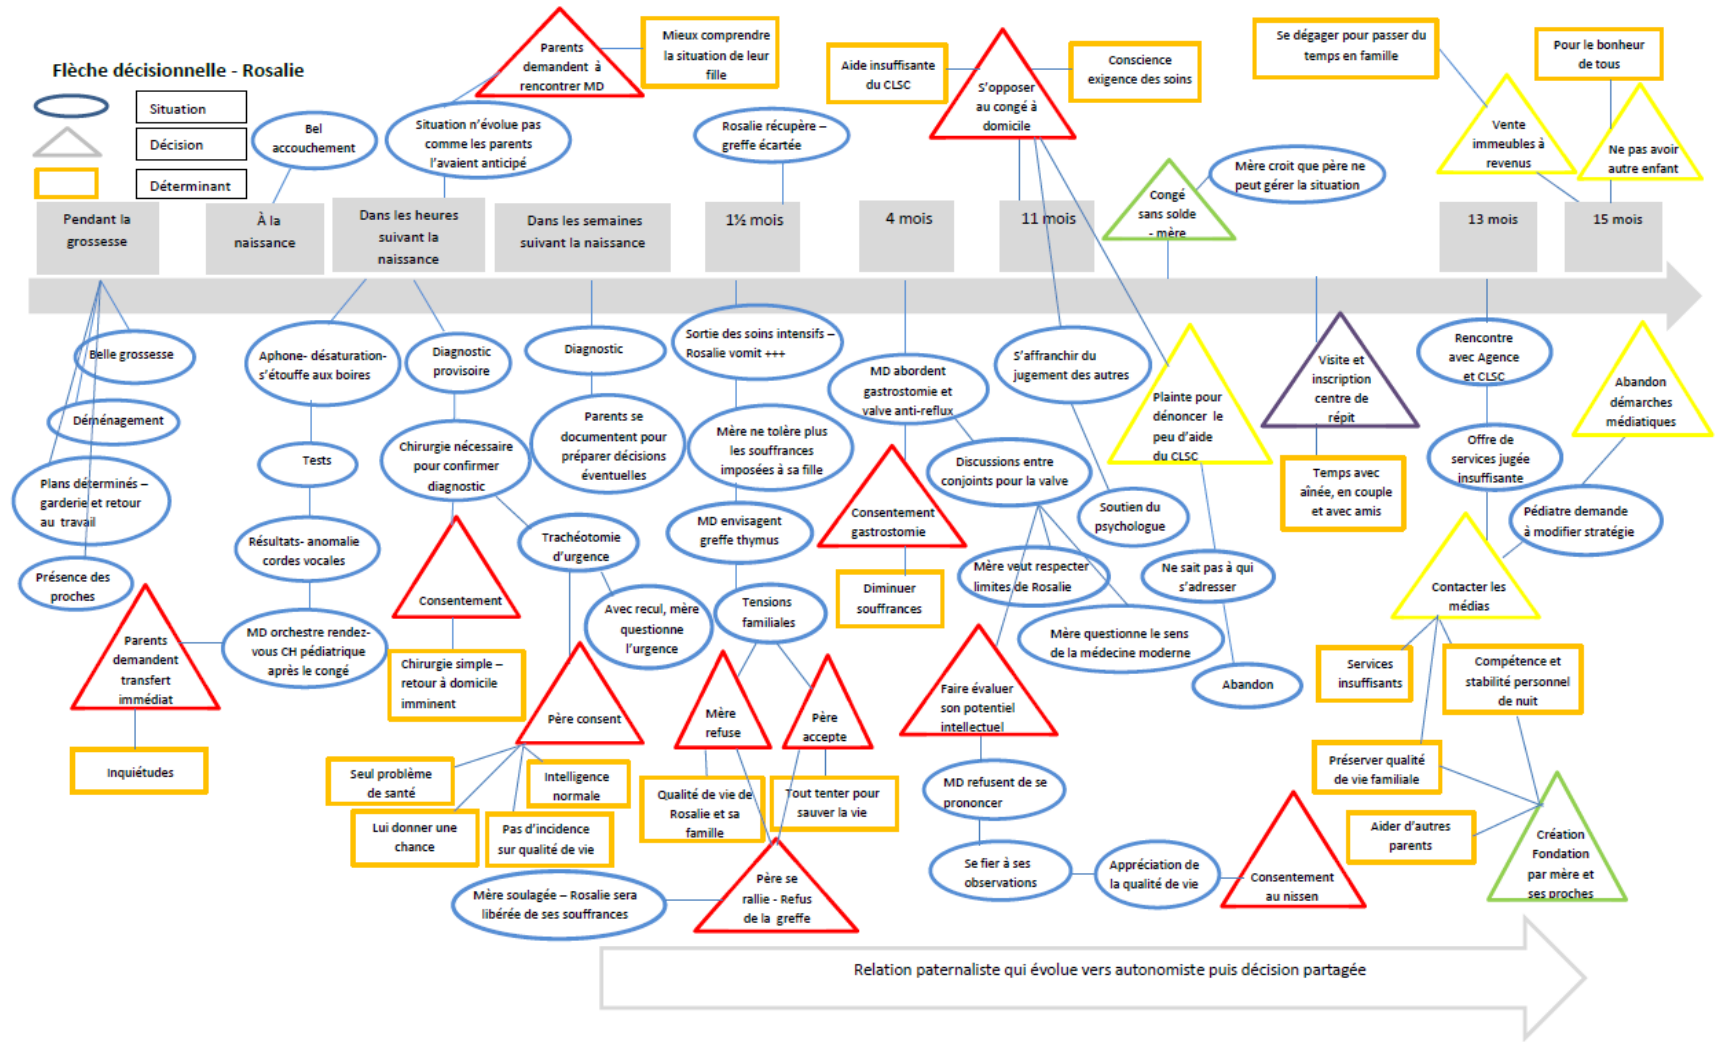 Flèche décisionnelle - Rosalie
Situation
Décision
Déterminant
Parents
demandent à
rencontrer MD
Mieux comprendre
la situation de leur
fille
Bel
accouchement
Situation n'évolue pas
comme les parents
l'avaient anticipé
Rosalie récupère –
greffe écartée
Aide insuffisante
du CLSC
S'opposer
au congé à
domicile
Conscience
exigence des soins
Congé
sans solde
- mère
Mère croit que père ne
peut gérer la situation
Se dégager pour passer du
temps en famille
Vente
immeubles à
revenus
Pour le bonheur
de tous
Ne pas avoir
autre enfant
Pendant la
grossesse
À la
naissance
Dans les heures
suivant la
naissance
Dans les semaines
suivant la naissance
1½ mois
4 mois
11 mois
13 mois
15 mois
Belle grossesse
Déménagement
Plans déterminés –
garderie et retour
au travail
Présence des
proches
Parents
demandent
transfert
immédiat
Inquiétudes
Aphone- désaturation-
s'étouffe aux boires
Tests
Résultats- anomalie
cordes vocales
MD orchestre rendez-
vous CH pédiatrique
après le congé
Diagnostic
provisoire
Chirurgie nécessaire
pour confirmer
diagnostic
Consentement
Chirurgie simple –
retour à domicile
imminent
Trachéotomie
d'urgence
Avec recul, mère
questionne
l'urgence
Père consent
Seul problème
de santé
Lui donner une
chance
Pas d'incidence
sur qualité de vie
Intelligence
normale
Diagnostic
Parents se
documentent pour
préparer décisions
éventuelles
Sortie des soins intensifs –
Rosalie vomit +++
Mère ne tolère plus
les souffrances
imposées à sa fille
MD envisagent
greffe thymus
Tensions
familiales
Mère
refuse
Père
accepte
Qualité de vie de
Rosalie et sa
famille
Tout tenter pour
sauver la vie
Père se
rallie - Refus
de la greffe
Mère soulagée – Rosalie sera
libérée de ses souffrances
MD abordent
gastrostomie et
valve anti-reflux
Consentement
gastrostomie
Diminuer
souffrances
Discussions entre
conjoints pour la valve
Mère veut respecter
limites de Rosalie
Mère questionne le sens
de la médecine moderne
Faire évaluer
son potentiel
intellectuel
MD refusent de se
prononcer
Se fier à ses
observations
Appréciation de
la qualité de vie
Consentement
au nissen
S'affranchir du
jugement des autres
Soutien du
psychologue
Plainte pour
dénoncer le
peu d'aide
du CLSC
Ne sait pas à qui
s'adresser
Abandon
Visite et
inscription
centre de
répit
Temps avec
aînée, en couple
et avec amis
Rencontre
avec Agence
et CLSC
Offre de
services jugée
insuffisante
Contacter les
médias
Pédiatre demande
à modifier stratégie
Abandon
démarches
médiatiques
Services
insuffisants
Compétence et
stabilité personnel
de nuit
Préserver qualité
de vie familiale
Aider d'autres
parents
Création
Fondation
par mère et
ses proches
Relation paternaliste qui évolue vers autonomiste puis décision partagée